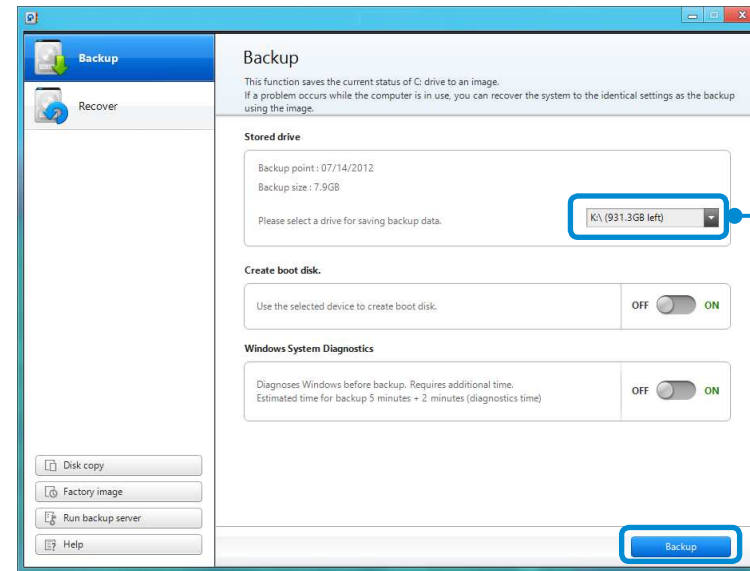 Backup
Recover
Backup
This function saves the current status of C: drive to an image.
If a problem occurs while the computer is in use, you can recover the system to the identical settings as the backup
using the image.
Stored drive
Backup point : 07/14/2012
Backup size : 7.9GB
Please select a drive for saving backup data.
K:\ (931.3GB left)
Create boot disk.
Use the selected device to create boot disk.
OFF ON
Windows System Diagnostics
Diagnoses Windows before backup. Requires additional time.
Estimated time for backup 5 minutes + 2 minutes (diagnostics time)
OFF ON
Disk copy
Factory image
Run backup server
Help
Backup